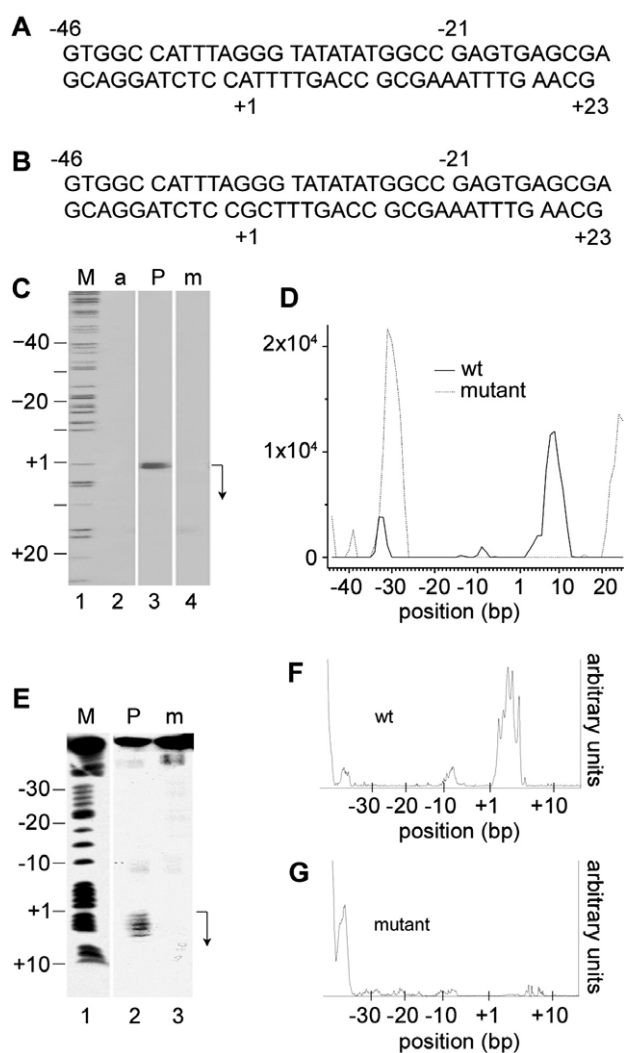 A
-46 -21
GTGGC CATTTAGGG TATATATGGCC GAGTGAGCGA
GCAGGATCTCC CATTTTGACC GCGAAATTTG AACG
+1 +23
B
-46 -21
GTGGC CATTTAGGG TATATATGGCC GAGTGAGCGA
GCAGGATCTCC CGCTTTGACC GCGAAATTTG AACG
+1 +23
C
M a P m
−40
−20
+1
+20
1 2 3 4
D
2x10⁴
1x10⁴
0
wt
mutant
-40 -30 -20 -10 1 10 20
position (bp)
E
M P m
-30
-20
-10
+1
+10
1 2 3
F
wt
arbitrary units
-30 -20 -10 +1 +10
position (bp)
G
mutant
arbitrary units
-30 -20 -10 +1 +10
position (bp)